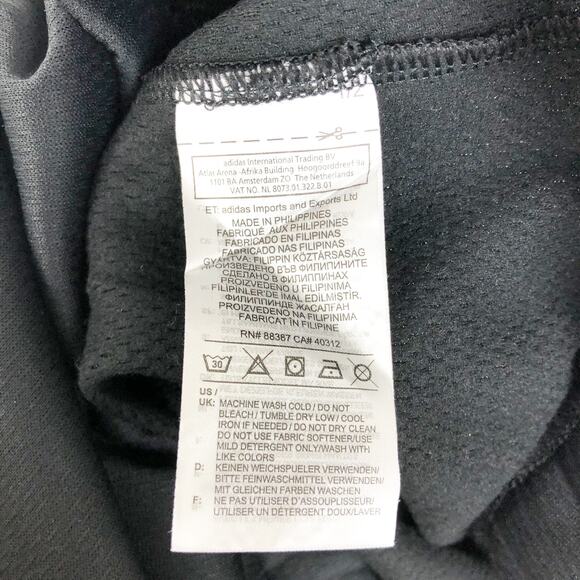 1/2
adidas International Trading BV
Atlas Arena -Afrika Building Hoogoorddreef 9a
1101 BA Amsterdam ZO The Netherlands
VAT NO. NL 8073.01.322.B.01
ET: adidas Imports and Exports Ltd
MADE IN PHILIPPINES
FABRIQUÉ AUX PHILIPPINES
FABRICADO EN FILIPINAS
FABRICADO NAS FILIPINAS
GYÁRTVA: FILIPPIN KÖZTÁRSASÁG
ПРОИЗВЕДЕНО ВЪВ ФИЛИПИНИТЕ
СДЕЛАНО В ФИЛИППИНАХ
PROIZVEDENO U FILIPINIMA
FILIPINLER'DE IMAL EDILMISTIR.
ФИЛИППИНДЕ ЖАСАЛҒАН
PROIZVEDENO NA FILIPINIMA
FABRICAT ÎN FILIPINE
RN# 88387 CA# 40312
30
US /
UK: MACHINE WASH COLD / DO NOT
BLEACH / TUMBLE DRY LOW / COOL
IRON IF NEEDED / DO NOT DRY CLEAN
DO NOT USE FABRIC SOFTENER/USE
MILD DETERGENT ONLY/WASH WITH
LIKE COLORS
D: KEINEN WEICHSPUELER VERWENDEN/
BITTE FEINWASCHMITTEL VERWENDEN/
MIT GLEICHEN FARBEN WASCHEN
F: NE PAS UTILISER D'ASSOUPLISSEUR/
UTILISER UN DÉTERGENT DOUX/LAVER